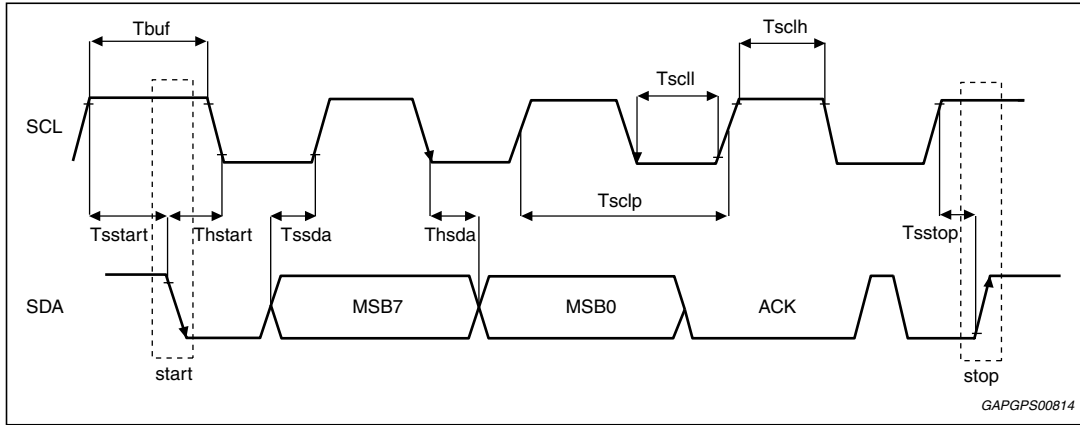 Tbuf
Tsclh
Tscll
SCL
Tsclp
Tsstart
Thstart
Tssda
Thsda
Tsstop
SDA
MSB7
MSB0
ACK
start
stop
GAPGPS00814